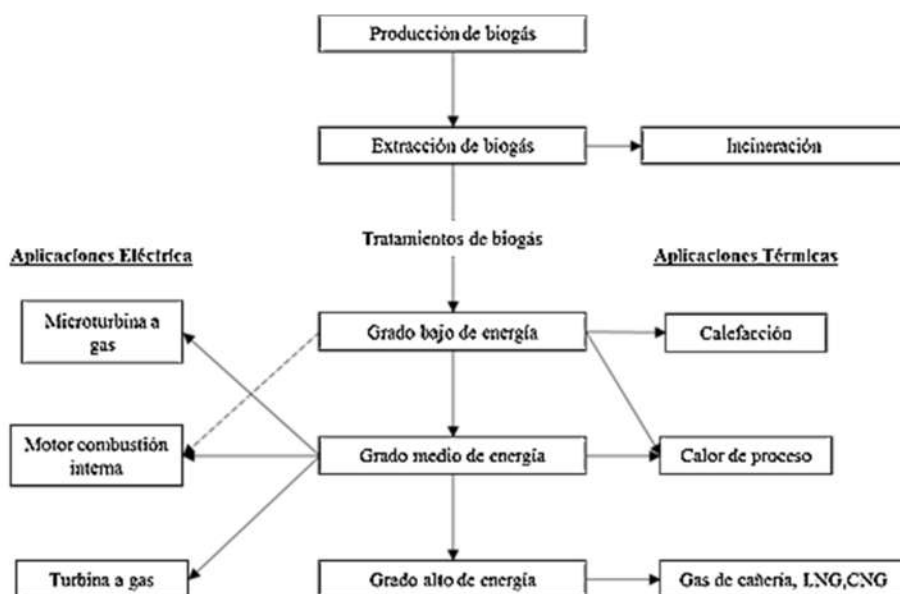 Producción de biogás
Extracción de biogás
Incineración
Tratamientos de biogás
Aplicaciones Eléctrica
Aplicaciones Térmicas
Microturbina a
gas
Grado bajo de energía
Calefacción
Motor combustión
interna
Grado medio de energía
Calor de proceso
Turbina a gas
Grado alto de energía
Gas de cañería, LNG,CNG